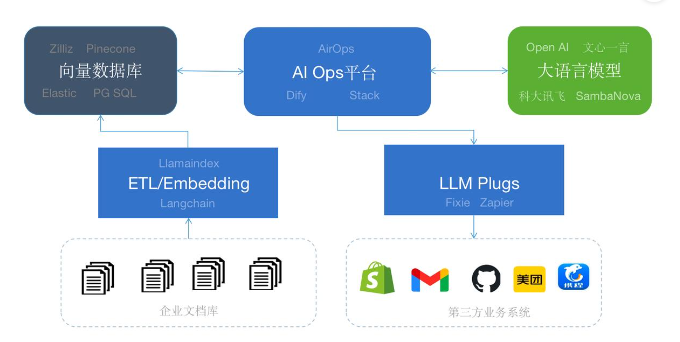 Zilliz Pinecone
向量数据库
Elastic PG SQL
AirOps
AI Ops平台
Dify Stack
Open AI 文心一言
大语言模型
科大讯飞 SambaNova
Llamaindex
ETL/Embedding
Langchain
LLM Plugs
Fixie Zapier
企业文档库
美团
携程
第三方业务系统